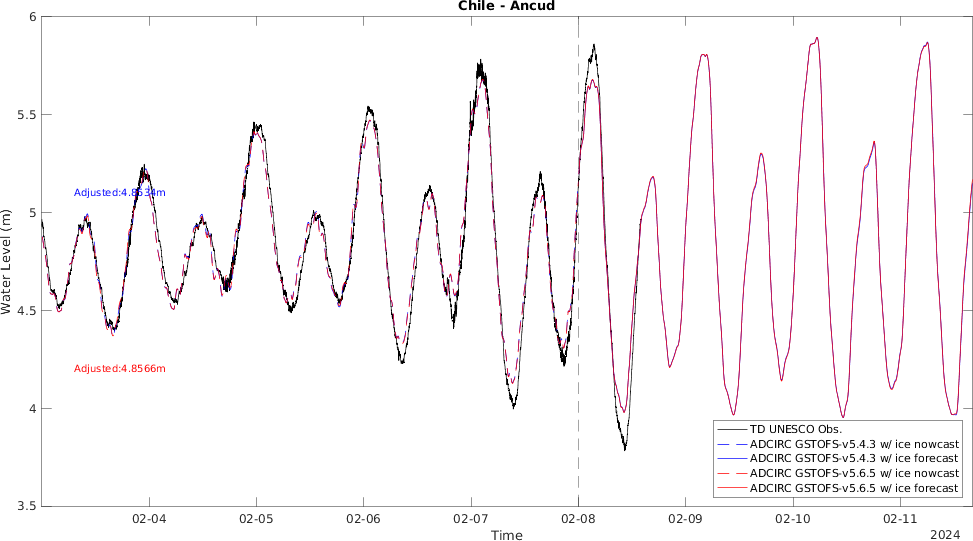 Chile - Ancud
6
5.5
5
4.5
4
3.5
Water Level (m)
Adjusted:4.8634m
Adjusted:4.8566m
TD UNESCO Obs.
ADCIRC GSTOFS-v5.4.3 w/ ice nowcast
ADCIRC GSTOFS-v5.4.3 w/ ice forecast
ADCIRC GSTOFS-v5.6.5 w/ ice nowcast
ADCIRC GSTOFS-v5.6.5 w/ ice forecast
02-04 02-05 02-06 02-07 02-08 02-09 02-10 02-11
Time
2024